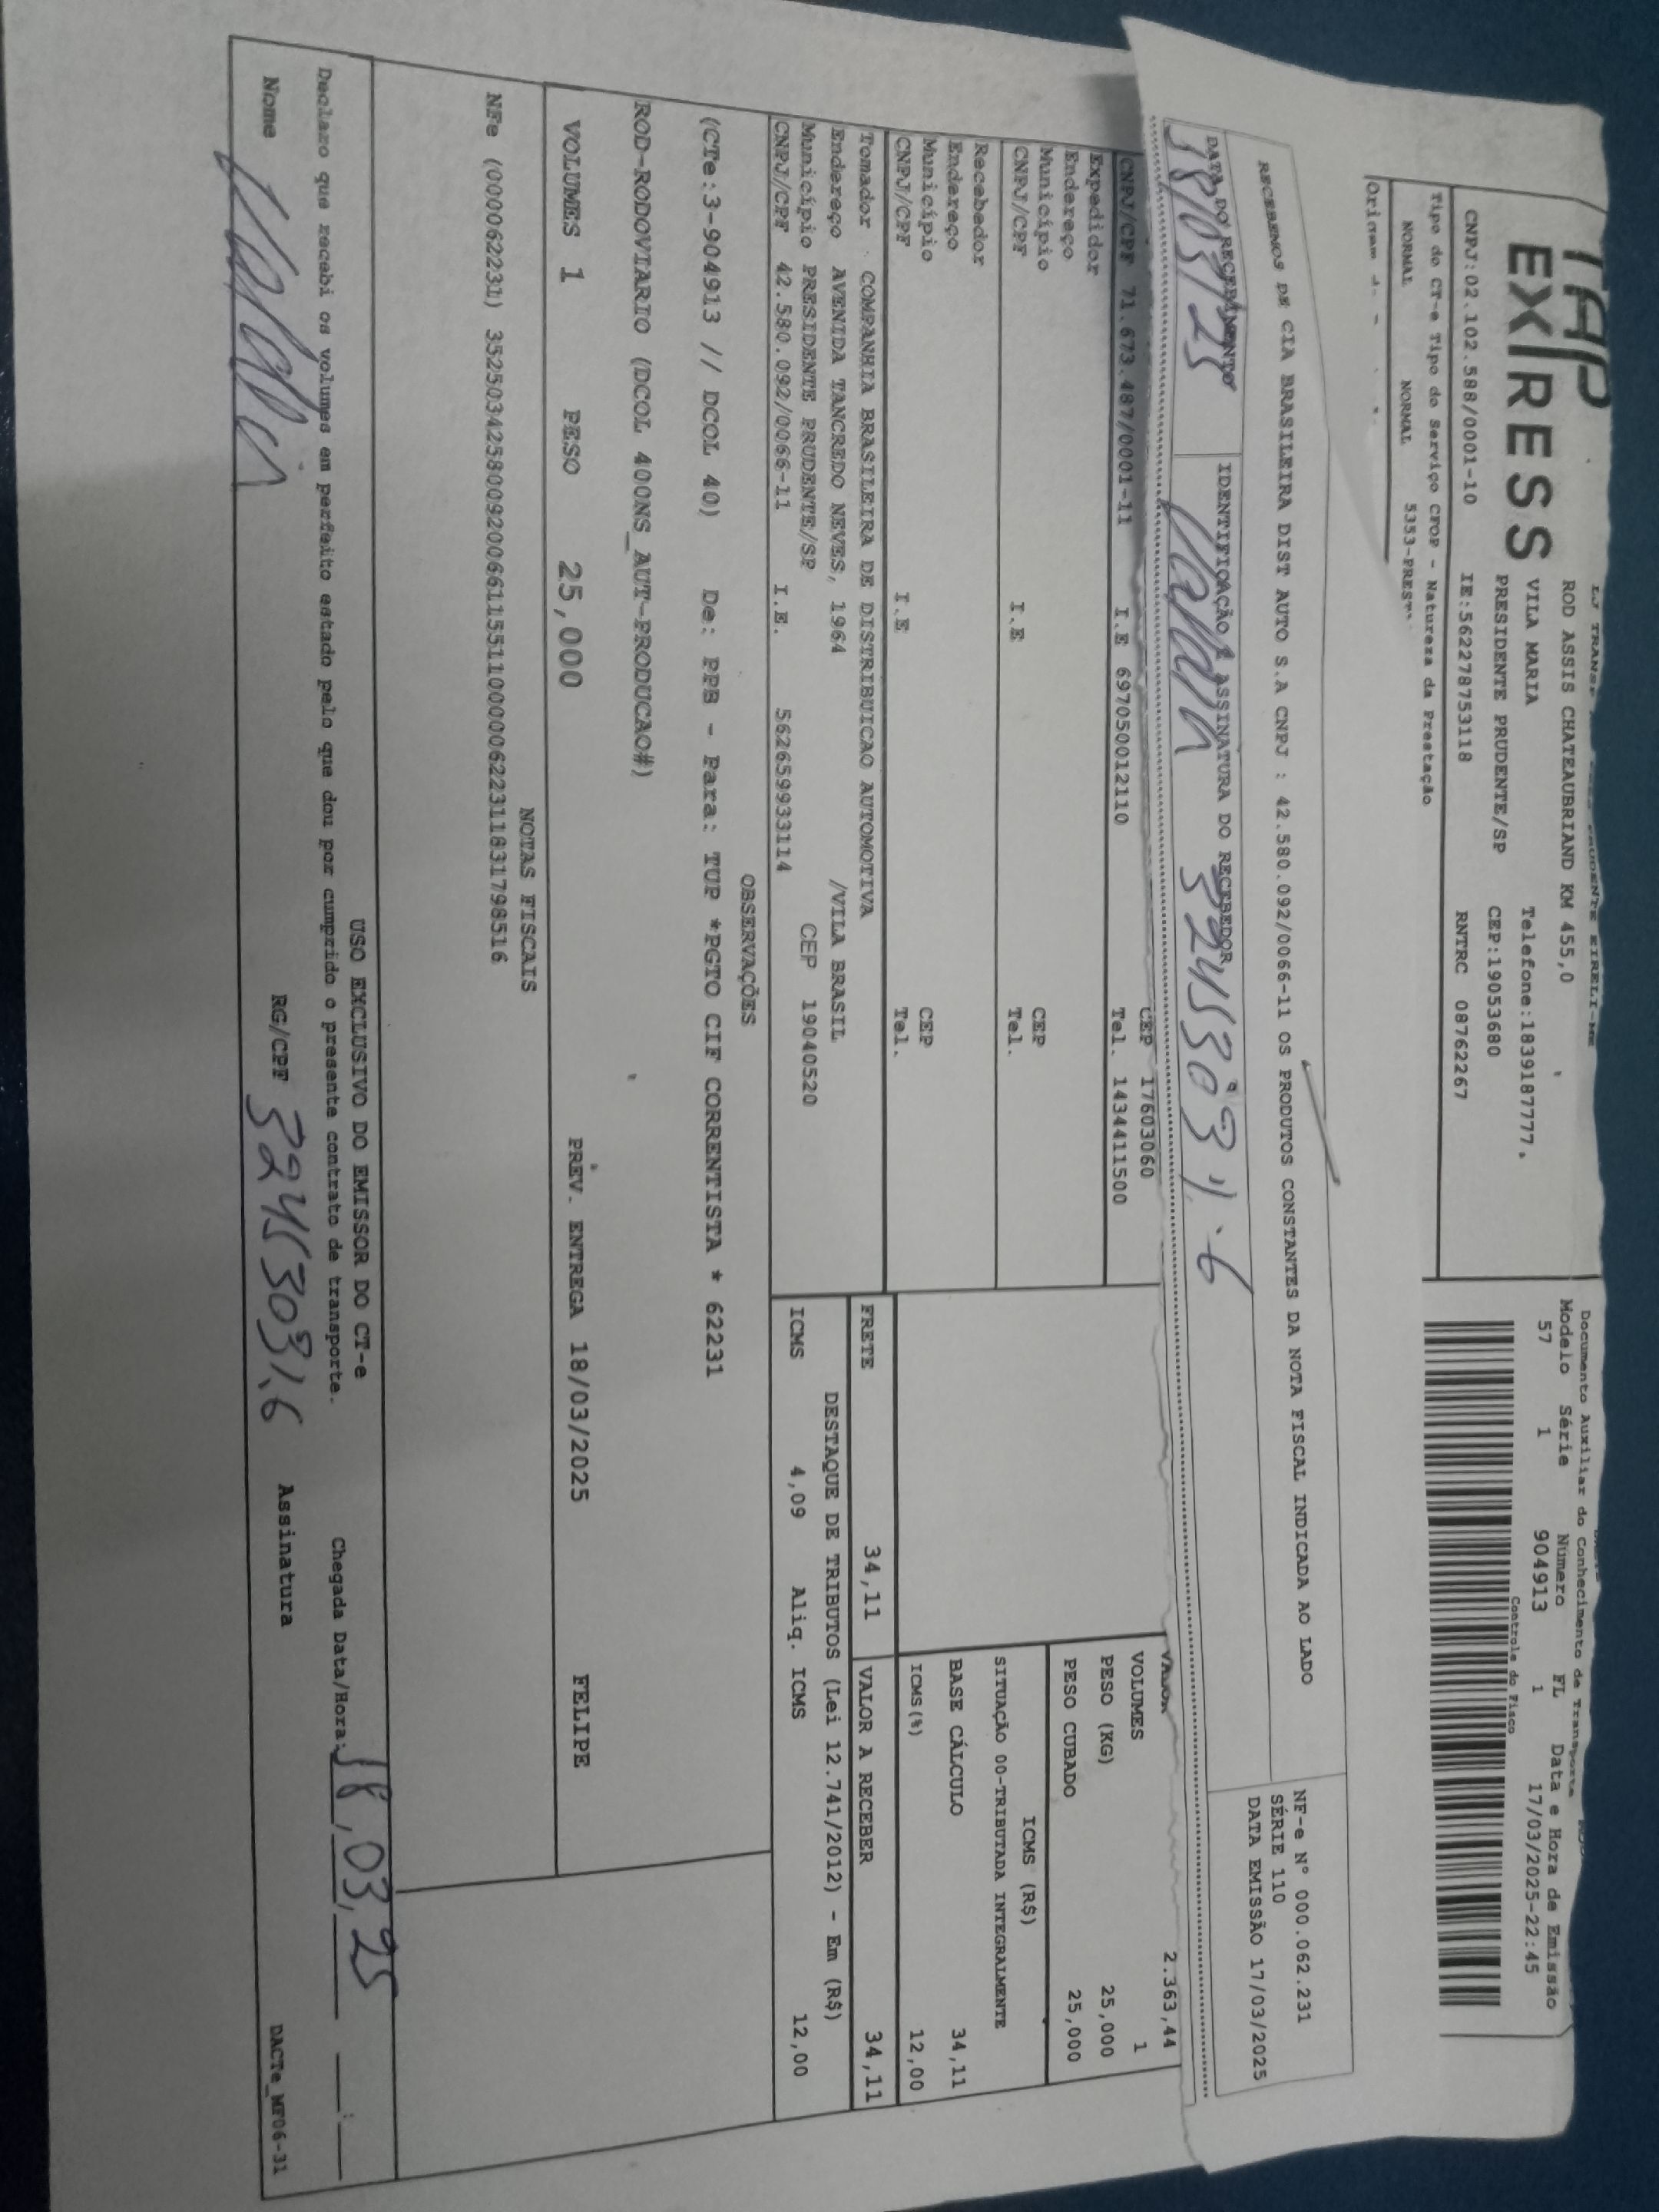 EXPRESS
ROD ASSIS CHATEAUBRIAND KM 455,0
VILA MARIA Telefone:1839187777.
PRESIDENTE PRUDENTE/SP CEP:19053680
CNPJ:02.102.588/0001-10 IE:562278753118 RNTRC 08762267
Tipo do CT-e Tipo do Serviço CFOP - Natureza da Prestação
NORMAL NORMAL 5353-PREST
Documento Auxiliar do Conhecimento de Transporte
Modelo Série Número FL Data e Hora de Emissão
57 1 904913 1 17/03/2025-22:45
Controle do Fisco
RECEBEMOS DE CIA BRASILEIRA DIST AUTO S.A CNPJ : 42.580.092/0066-11 OS PRODUTOS CONSTANTES DA NOTA FISCAL INDICADA AO LADO
NF-e Nº 000.062.231
SÉRIE 110
DATA EMISSÃO 17/03/2025
DATA DO RECEBIMENTO IDENTIFICAÇÃO E ASSINATURA DO RECEBEDOR
18/03/25
CEP 17603060
CNPJ/CPF 71.673.487/0001-11 I.E 697050012110 Tel. 1434411500
Expedidor
Endereço
Município CEP
CNPJ/CPF I.E Tel.
Recebedor
Endereço
Município CEP
CNPJ/CPF I.E Tel.
2.363,44
VOLUMES 1
PESO (KG) 25,000
PESO CUBADO 25,000
ICMS (R$)
SITUAÇÃO 00-TRIBUTADA INTEGRALMENTE
BASE CÁLCULO 34,11
ICMS(%) 12,00
Tomador COMPANHIA BRASILEIRA DE DISTRIBUICAO AUTOMOTIVA
Endereço AVENIDA TANCREDO NEVES, 1964 /VILA BRASIL
Município PRESIDENTE PRUDENTE/SP CEP 19040520
CNPJ/CPF 42.580.092/0066-11 I.E. 562659933114
FRETE 34,11 VALOR A RECEBER 34,11
DESTAQUE DE TRIBUTOS (Lei 12.741/2012) - Em (R$)
ICMS 4,09 Aliq. ICMS 12,00
OBSERVAÇÕES
(CTe:3-904913 // DCOL 40) De: PPB - Para: TUP *PGTO CIF CORRENTISTA * 62231
ROD-RODOVIARIO (DCOL 400NS_AUT-PRODUCAO#)
VOLUMES 1 PESO 25,000 PREV. ENTREGA 18/03/2025 FELIPE
NOTAS FISCAIS
NFe (000062231) 35250342580092006611551100000622311831798516
USO EXCLUSIVO DO EMISSOR DO CT-e
Declaro que recebi os volumes em perfeito estado pelo que dou por cumprido o presente contrato de transporte. Chegada Data/Hora: 18,03,25
Nome RG/CPF Assinatura
DACTe_MF06-31